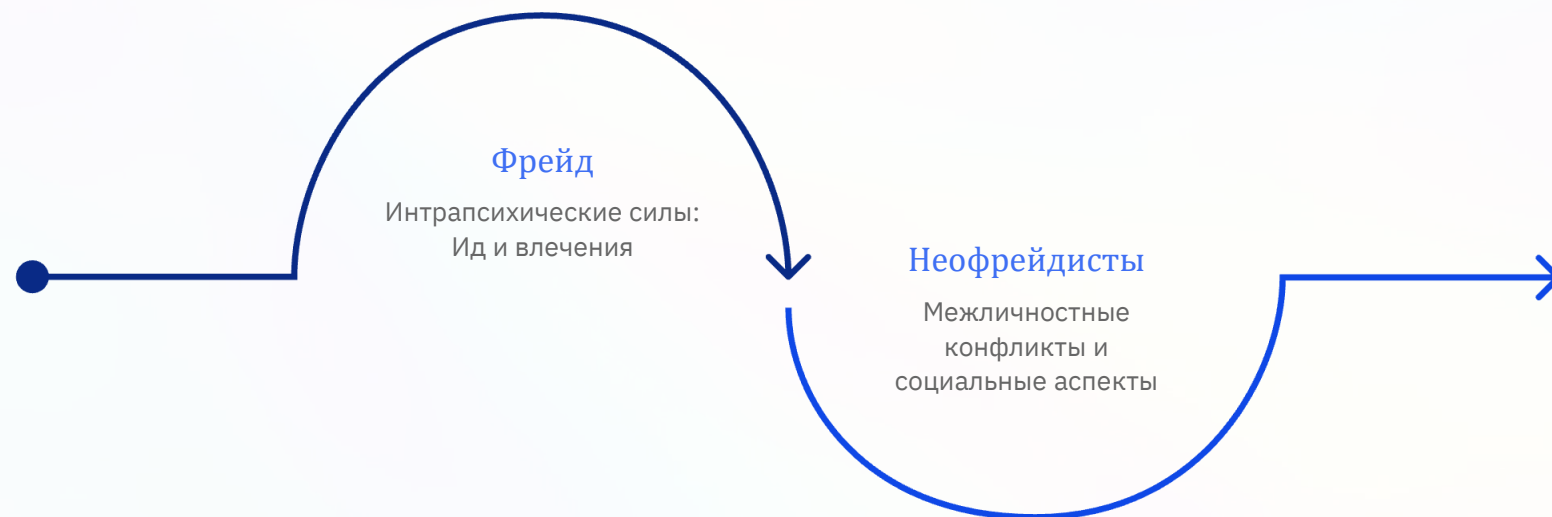 Фрейд
Интрапсихические силы:
Ид и влечения
Неофрейдисты
Межличностные
конфликты и
социальные аспекты